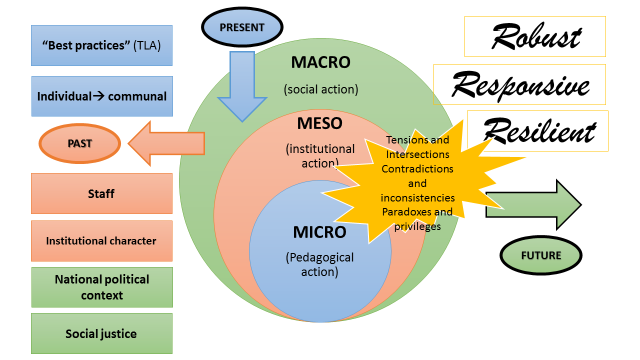 PRESENT
“Best practices” (TLA)
Individual→ communal
PAST
Staff
Institutional character
National political
context
Social justice
MACRO
(social action)
MESO
(institutional
action)
MICRO
(Pedagogical
action)
Tensions and
Intersections
Contradictions
and
inconsistencies
Paradoxes and
privileges
Robust
Responsive
Resilient
FUTURE